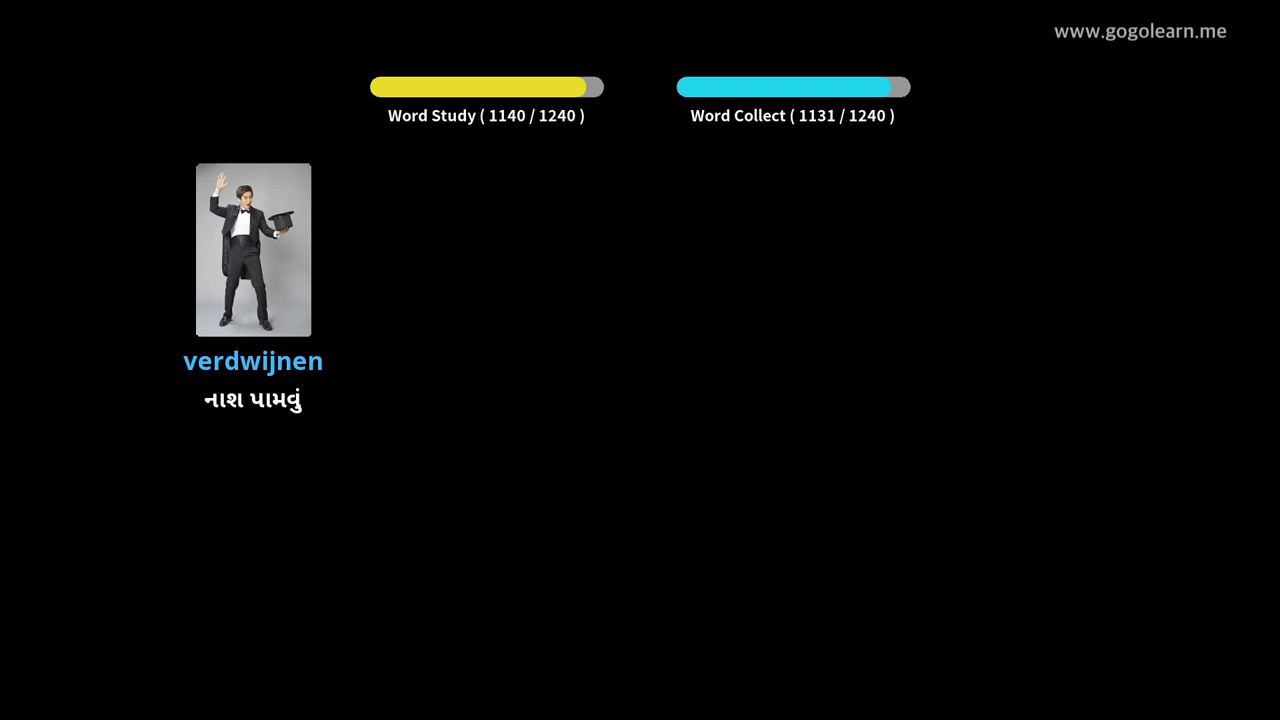 www.gogolearn.me
Word Study ( 1140 / 1240 )
Word Collect ( 1131 / 1240 )
verdwijnen
નાશ પામવું